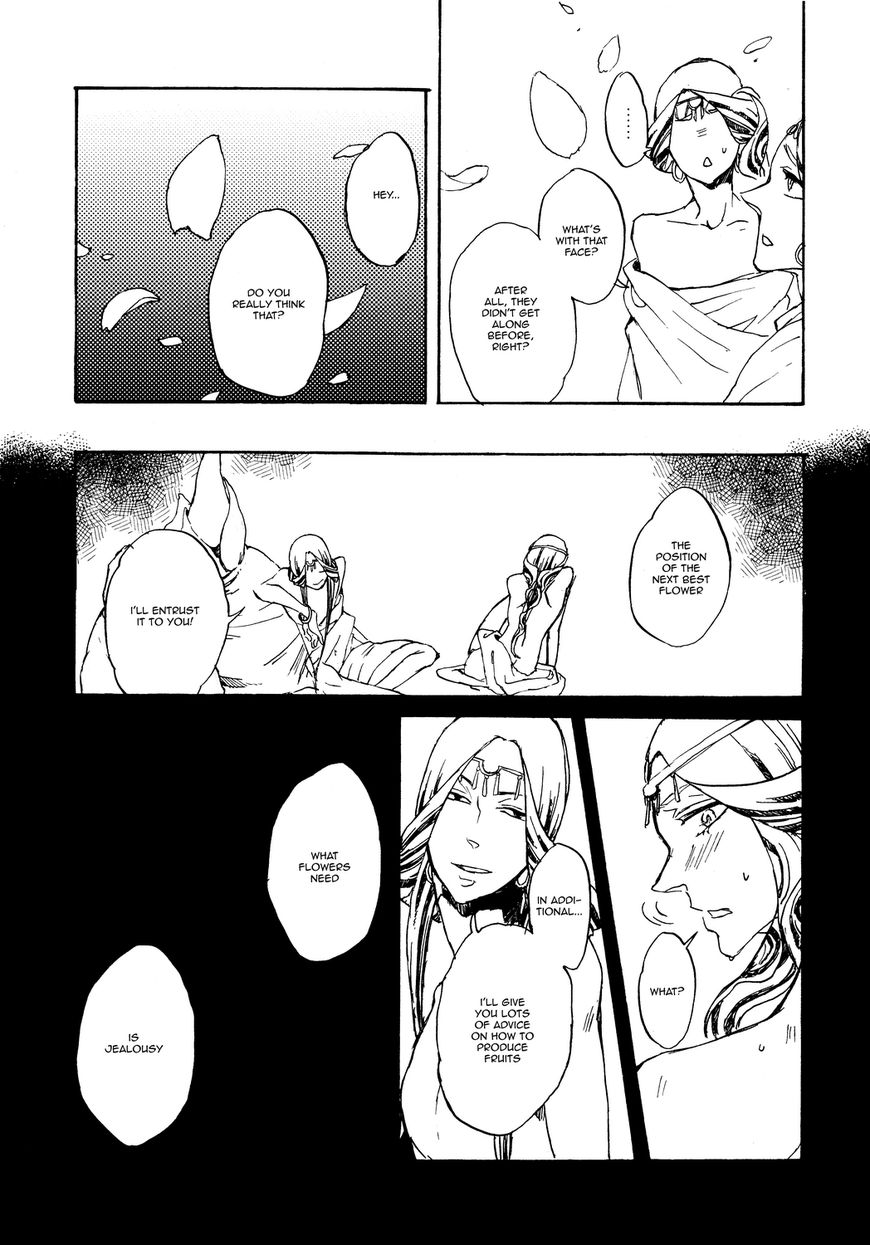 ......
WHAT'S
WITH THAT
FACE?
AFTER
ALL, THEY
DIDN'T GET
ALONG
BEFORE,
RIGHT?
HEY...
DO YOU
REALLY THINK
THAT?
THE
POSITION
OF THE
NEXT BEST
FLOWER
I'LL ENTRUST
IT TO YOU!
WHAT?
IN ADDI-
TIONAL...
I'LL GIVE
YOU LOTS
OF ADVICE
ON HOW TO
PRODUCE
FRUITS
WHAT
FLOWERS
NEED
IS
JEALOUSY